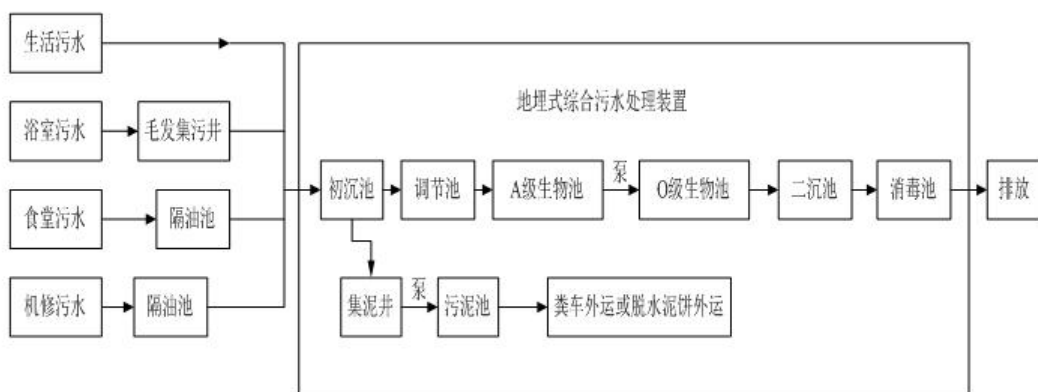 生活污水
地埋式综合污水处理装置
浴室污水
毛发集污井
初沉池
调节池
A级生物池
泵
O级生物池
二沉池
消毒池
排放
食堂污水
隔油池
机修污水
隔油池
集泥井
泵
污泥池
粪车外运或脱水泥饼外运